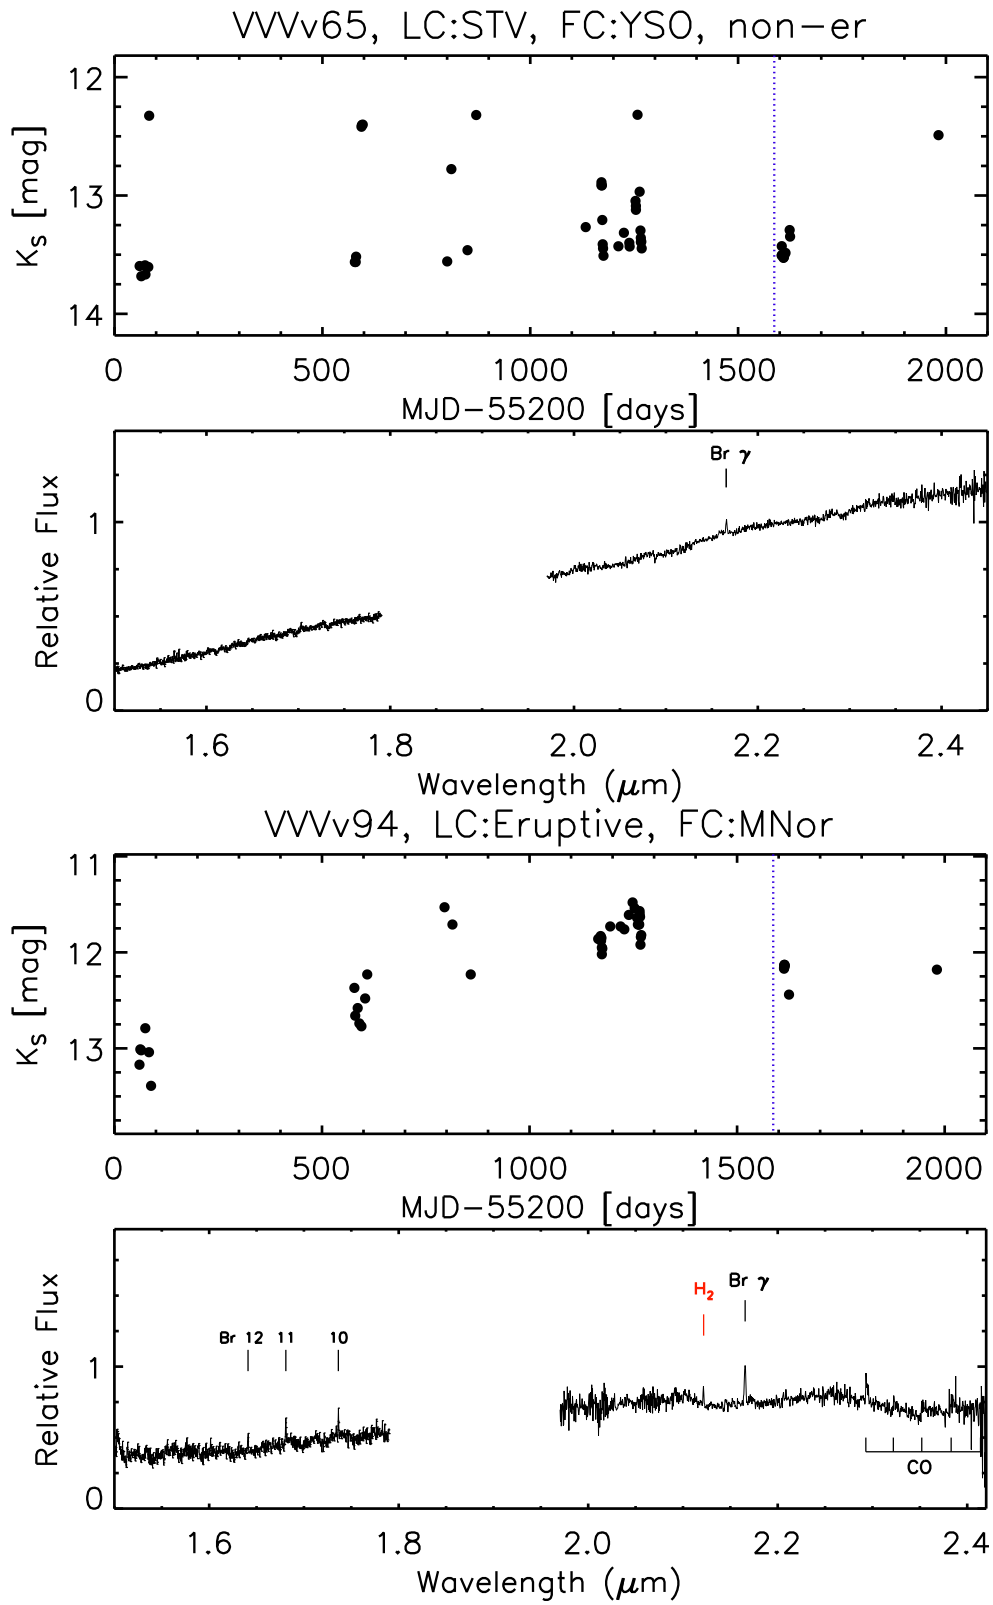 VVVv65, LC:STV, FC:YSO, non-er
12
13
14
K_S [mag]
0 500 1000 1500 2000
MJD-55200 [days]
Br γ
1
0
Relative Flux
1.6 1.8 2.0 2.2 2.4
Wavelength (μm)
VVVv94, LC:Eruptive, FC:MNor
11
12
13
K_S [mag]
0 500 1000 1500 2000
MJD-55200 [days]
H_2 Br γ
Br 12 11 10
1
0
Relative Flux
CO
1.6 1.8 2.0 2.2 2.4
Wavelength (μm)